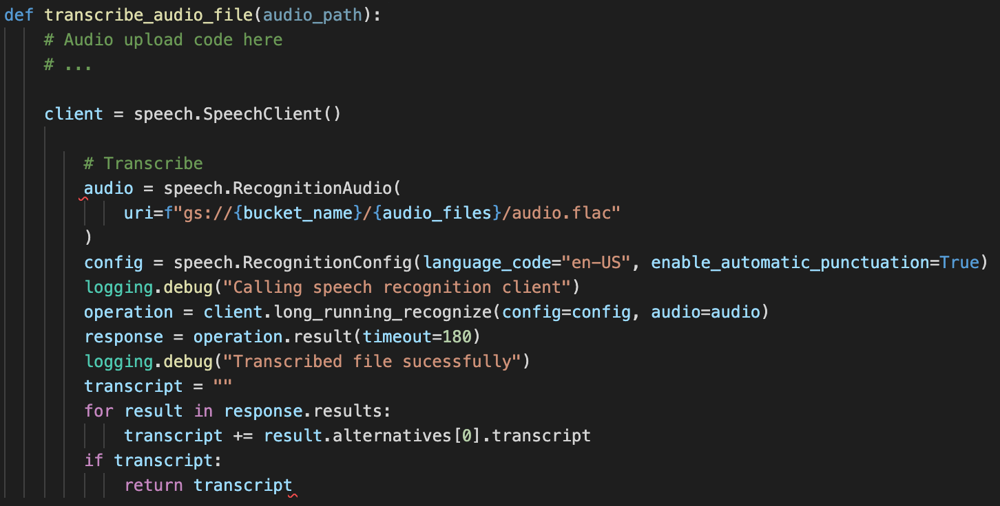 def transcribe_audio_file(audio_path):
    # Audio upload code here
    # ...

    client = speech.SpeechClient()

        # Transcribe
        audio = speech.RecognitionAudio(
            uri=f"gs://{bucket_name}/{audio_files}/audio.flac"
        )
        config = speech.RecognitionConfig(language_code="en-US", enable_automatic_punctuation=True)
        logging.debug("Calling speech recognition client")
        operation = client.long_running_recognize(config=config, audio=audio)
        response = operation.result(timeout=180)
        logging.debug("Transcribed file sucessfully")
        transcript = ""
        for result in response.results:
            transcript += result.alternatives[0].transcript
        if transcript:
            return transcript